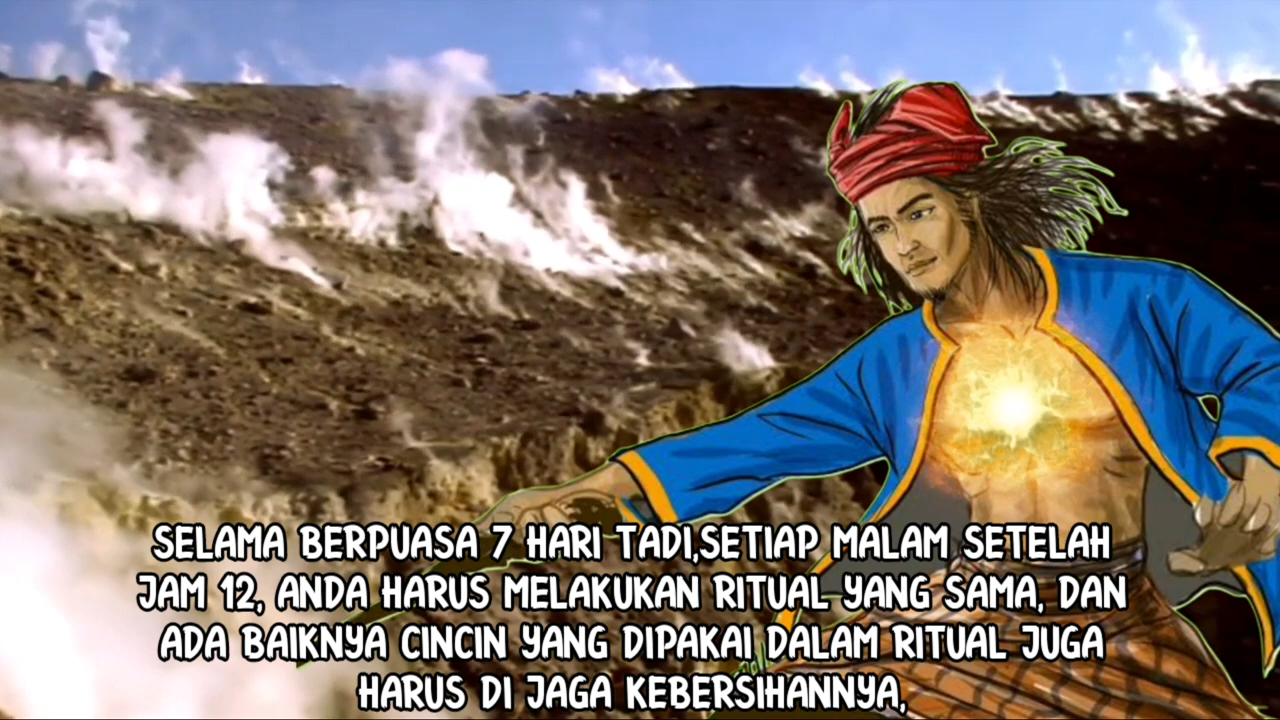 SELAMA BERPUASA 7 HARI TADI,SETIAP MALAM SETELAH
JAM 12, ANDA HARUS MELAKUKAN RITUAL YANG SAMA, DAN
ADA BAIKNYA CINCIN YANG DIPAKAI DALAM RITUAL JUGA
HARUS DI JAGA KEBERSIHANNYA,